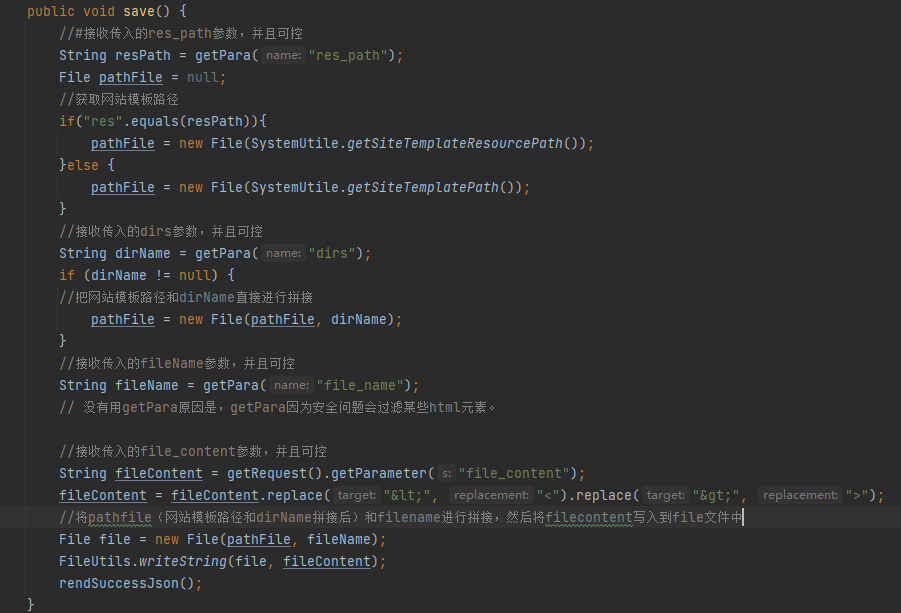 public void save() {
//#接收传入的res_path参数，并且可控
String resPath = getPara( name: "res_path");
File pathFile = null;
//获取网站模板路径
if("res".equals(resPath)){
pathFile = new File(SystemUtile.getSiteTemplateResourcePath());
}else {
pathFile = new File(SystemUtile.getSiteTemplatePath());
}
//接收传入的dirs参数，并且可控
String dirName = getPara( name: "dirs");
if (dirName != null) {
//把网站模板路径和dirName直接进行拼接
pathFile = new File(pathFile, dirName);
}
//接收传入的fileName参数，并且可控
String fileName = getPara( name: "file_name");
// 没有用getPara原因是，getPara因为安全问题会过滤某些html元素。
//接收传入的file_content参数，并且可控
String fileContent = getRequest().getParameter( s: "file_content");
fileContent = fileContent.replace( target: "&lt;", replacement: "<").replace( target: "&gt;", replacement: ">");
//将pathfile（网站模板路径和dirName拼接后）和filename进行拼接，然后将filecontent写入到file文件中
File file = new File(pathFile, fileName);
FileUtils.writeString(file, fileContent);
rendSuccessJson();
}